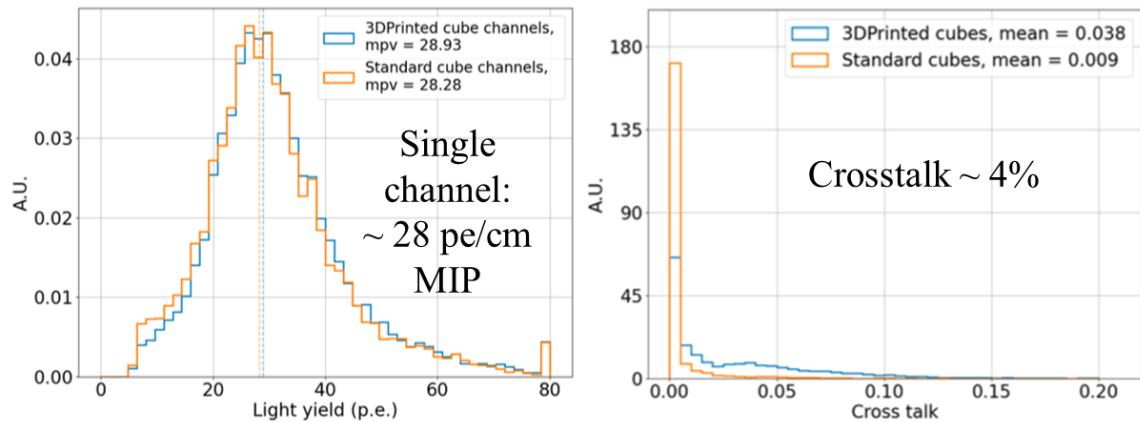 3DPrinted cube channels,
mpv = 28.93
Standard cube channels,
mpv = 28.28
Single
channel:
~ 28 pe/cm
MIP
A.U.
0.04
0.03
0.02
0.01
0.00
0
20
40
60
80
Light yield (p.e.)
3DPrinted cubes, mean = 0.038
Standard cubes, mean = 0.009
Crosstalk ~ 4%
A.U.
180
135
90
45
0
0.00
0.05
0.10
0.15
0.20
Cross talk